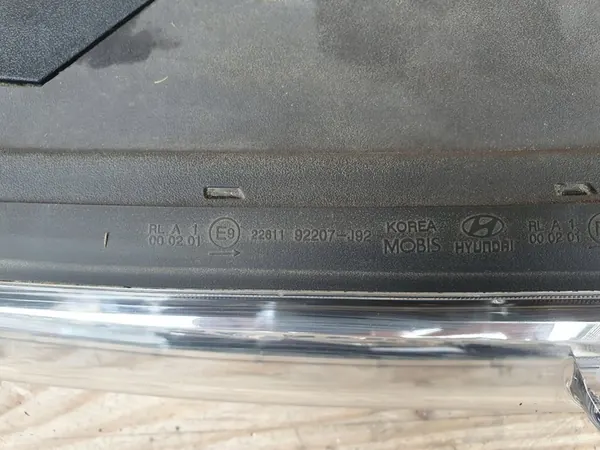 RL A 1
00 02 01
E9
22611 92207-J92
KOREA
MOBIS
HYUNDAI
RL A 1
00 02 01